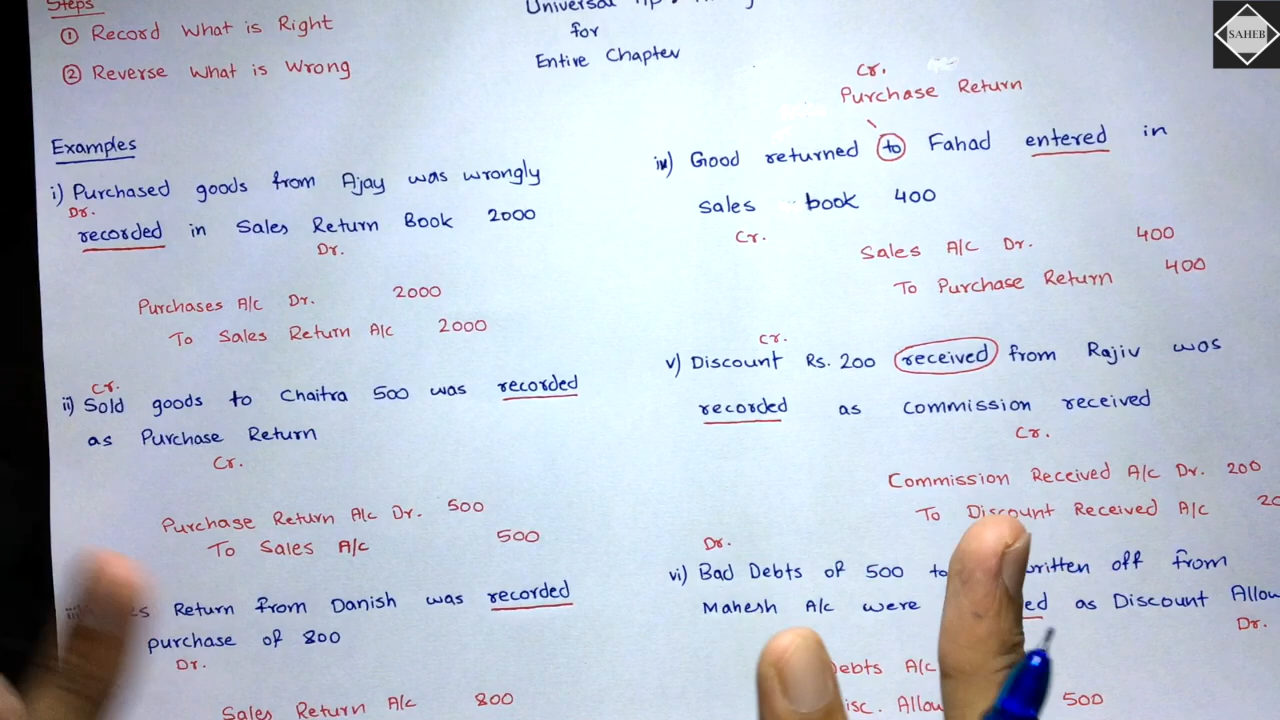 Steps
① Record What is Right
② Reverse What is Wrong
Universal
for
Entire Chapter
SAHEB
Examples
i) Purchased goods from Ajay was wrongly
Dr.
recorded in Sales Return Book 2000
Dr.
Purchases A/c Dr. 2000
To Sales Return A/c 2000
Cr.
ii) Sold goods to Chaitra 500 was recorded
as Purchase Return
Cr.
Purchase Return A/c Dr. 500
To Sales A/c 500
Return from Danish was recorded
purchase of 800
Dr.
Sales Return A/c 800
Cr.
Purchase Return
iv) Good returned to Fahad entered in
sales book 400
Cr.
Sales A/c Dr. 400
To Purchase Return 400
Cr.
v) Discount Rs. 200 received from Rajiv was
recorded as commission received
Cr.
Commission Received A/c Dr. 200
To Discount Received A/c 20
Dr.
vi) Bad Debts of 500 to written off from
Mahesh A/c were ed as Discount Allow
Dr.
Debts A/c
isc. Allow 500